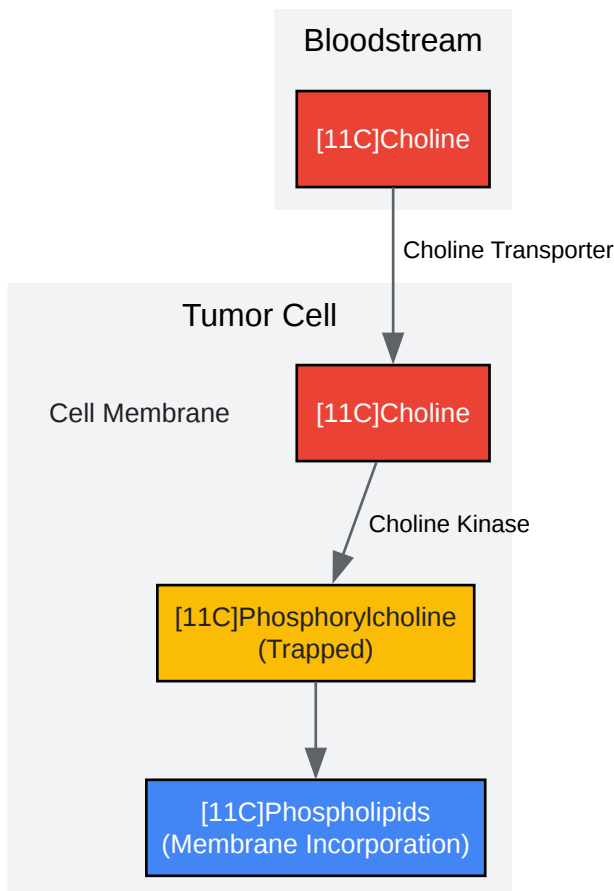 Bloodstream
[11C]Choline
Choline Transporter
Tumor Cell
Cell Membrane
[11C]Choline
Choline Kinase
[11C]Phosphorylcholine
(Trapped)
[11C]Phospholipids
(Membrane Incorporation)